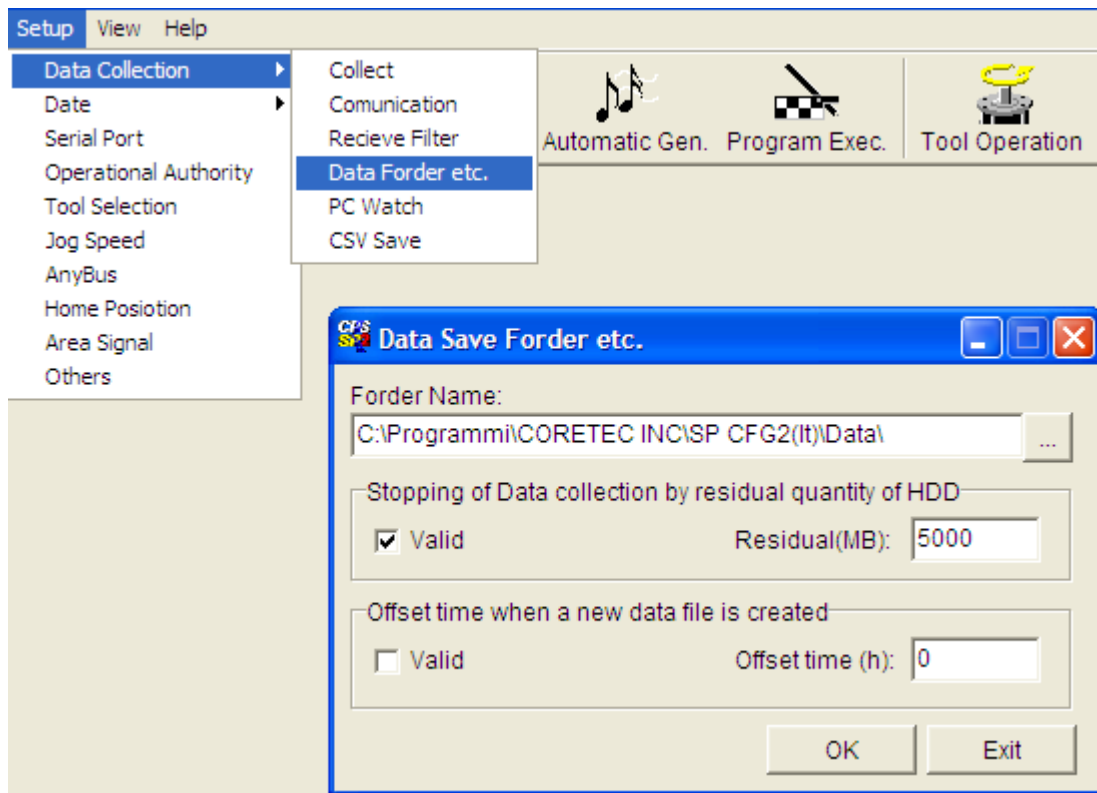 Setup View Help
Data Collection
Date
Serial Port
Operational Authority
Tool Selection
Jog Speed
AnyBus
Home Posiotion
Area Signal
Others
Collect
Comunication
Recieve Filter
Data Forder etc.
PC Watch
CSV Save
Automatic Gen. Program Exec. Tool Operation
CPS SP Data Save Forder etc.
Forder Name:
C:\Programmi\CORETEC INC\SP CFG2(It)\Data\ ...
Stopping of Data collection by residual quantity of HDD
Valid Residual(MB): 5000
Offset time when a new data file is created
Valid Offset time (h): 0
OK Exit